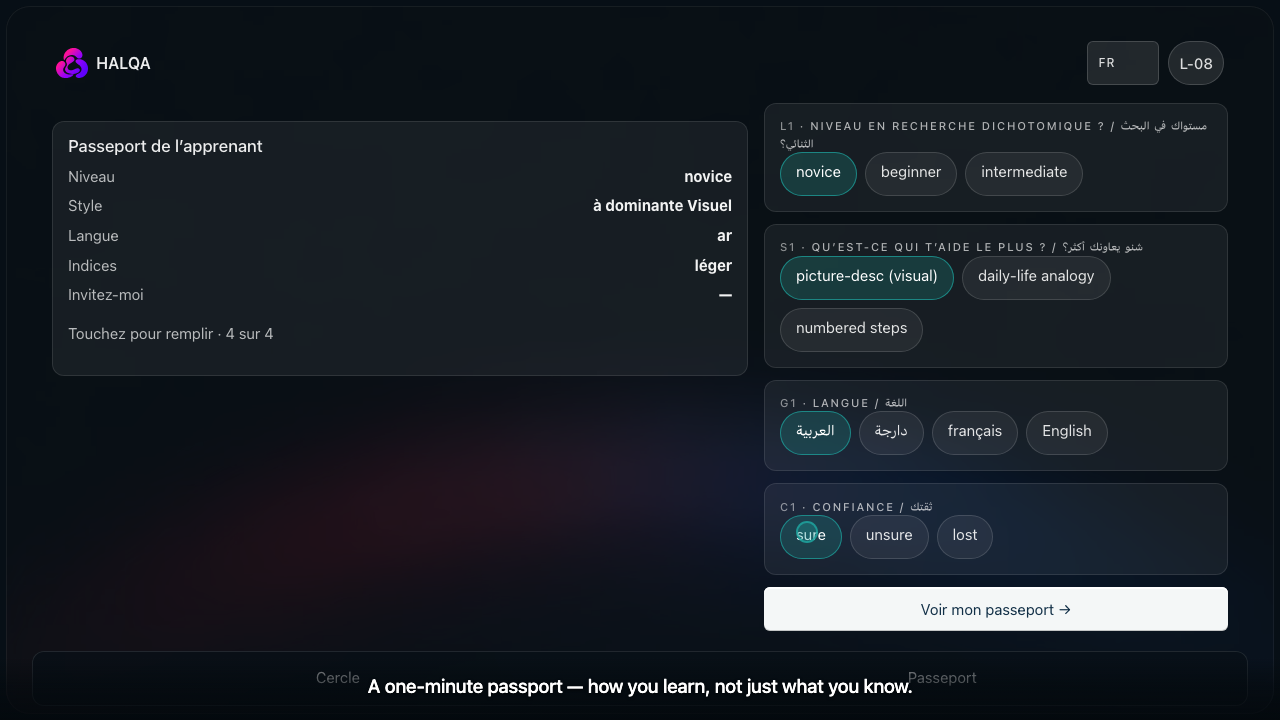 HALQA
FR
L-08
Passeport de l’apprenant
Niveau novice
Style à dominante Visuel
Langue ar
Indices léger
Invitez-moi —
Touchez pour remplir · 4 sur 4
L1 · NIVEAU EN RECHERCHE DICHOTOMIQUE ? / مستواك في البحث
الثنائي؟
novice beginner intermediate
S1 · QU’EST-CE QUI T’AIDE LE PLUS ? / شنو يعاونك أكثر؟
picture-desc (visual) daily-life analogy
numbered steps
G1 · LANGUE / اللغة
العربية دارجة français English
C1 · CONFIANCE / ثقتك
sure unsure lost
Voir mon passeport →
Cercle Passeport
A one-minute passport — how you learn, not just what you know.